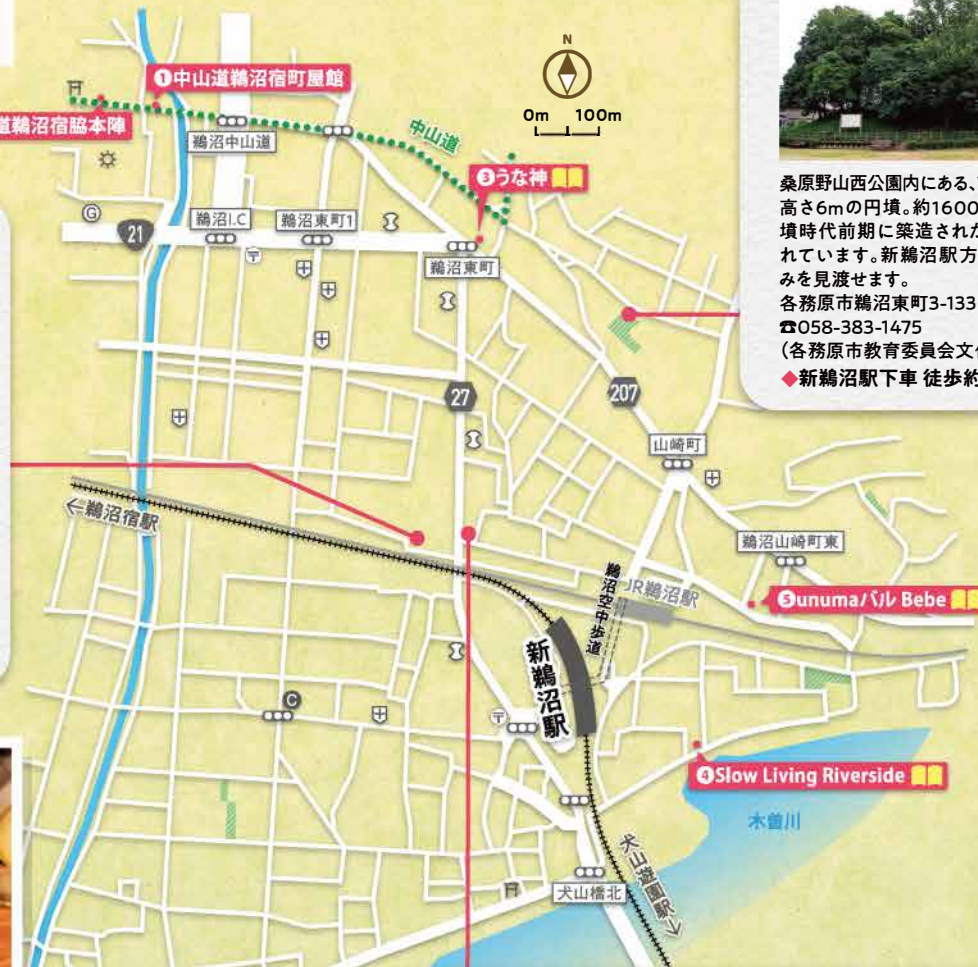 N
0m 100m
❶中山道鵜沼宿町屋館
道鵜沼宿脇本陣
鵜沼中山道
中山道
❸うな神
鵜沼I.C
鵜沼東町1
21
G
〒
鵜沼東町
桑原野山西公園内にある、
高さ6mの円墳。約1600
墳時代前期に築造された
れています。新鵜沼駅方
みを見渡せます。
各務原市鵜沼東町3-133
☎058-383-1475
(各務原市教育委員会文
◆新鵜沼駅下車 徒歩約
27
207
山崎町
←鵜沼宿駅
鵜沼山崎町東
鵜沼空中歩道
JR鵜沼駅
❺unumaバル Bebe
新鵜沼駅
C
〒
❹Slow Living Riverside
木曽川
犬山遊園駅→
犬山橋北